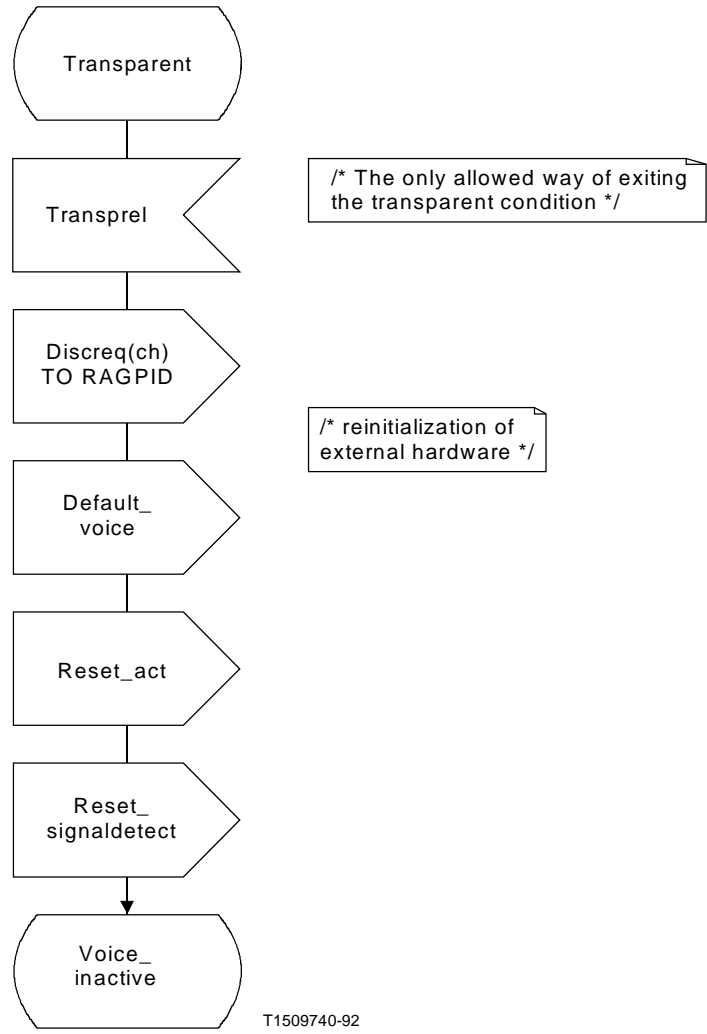 Transparent
Transprel
/* The only allowed way of exiting
the transparent condition */
Discreq(ch)
TO RAGPID
/* reinitialization of
external hardware */
Default_
voice
Reset_act
Reset_
signaldetect
Voice_
inactive
T1509740-92